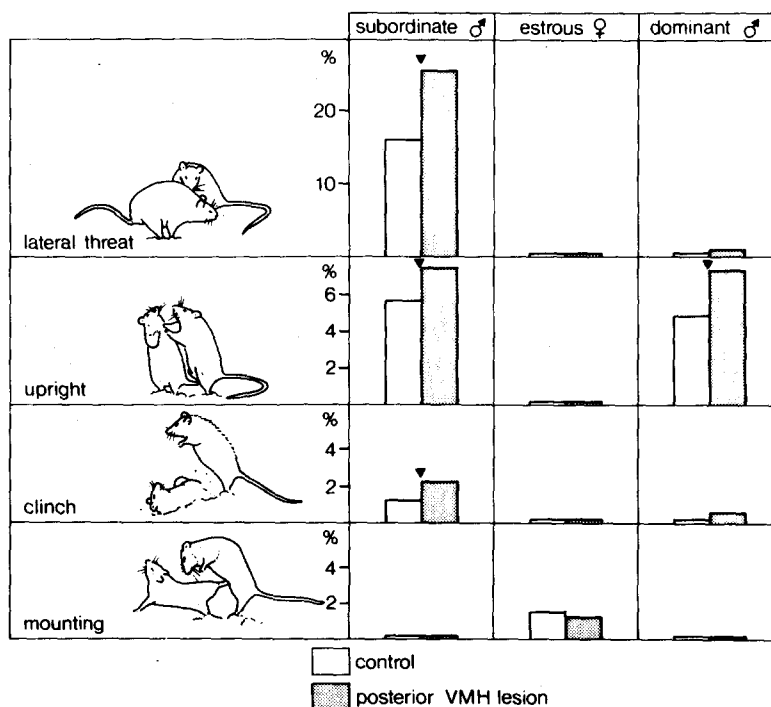 subordinate ♂ estrous ♀ dominant ♂
%
20
10
lateral threat
%
6
4
2
upright
%
4
2
clinch
%
4
2
mounting
control
posterior VMH lesion